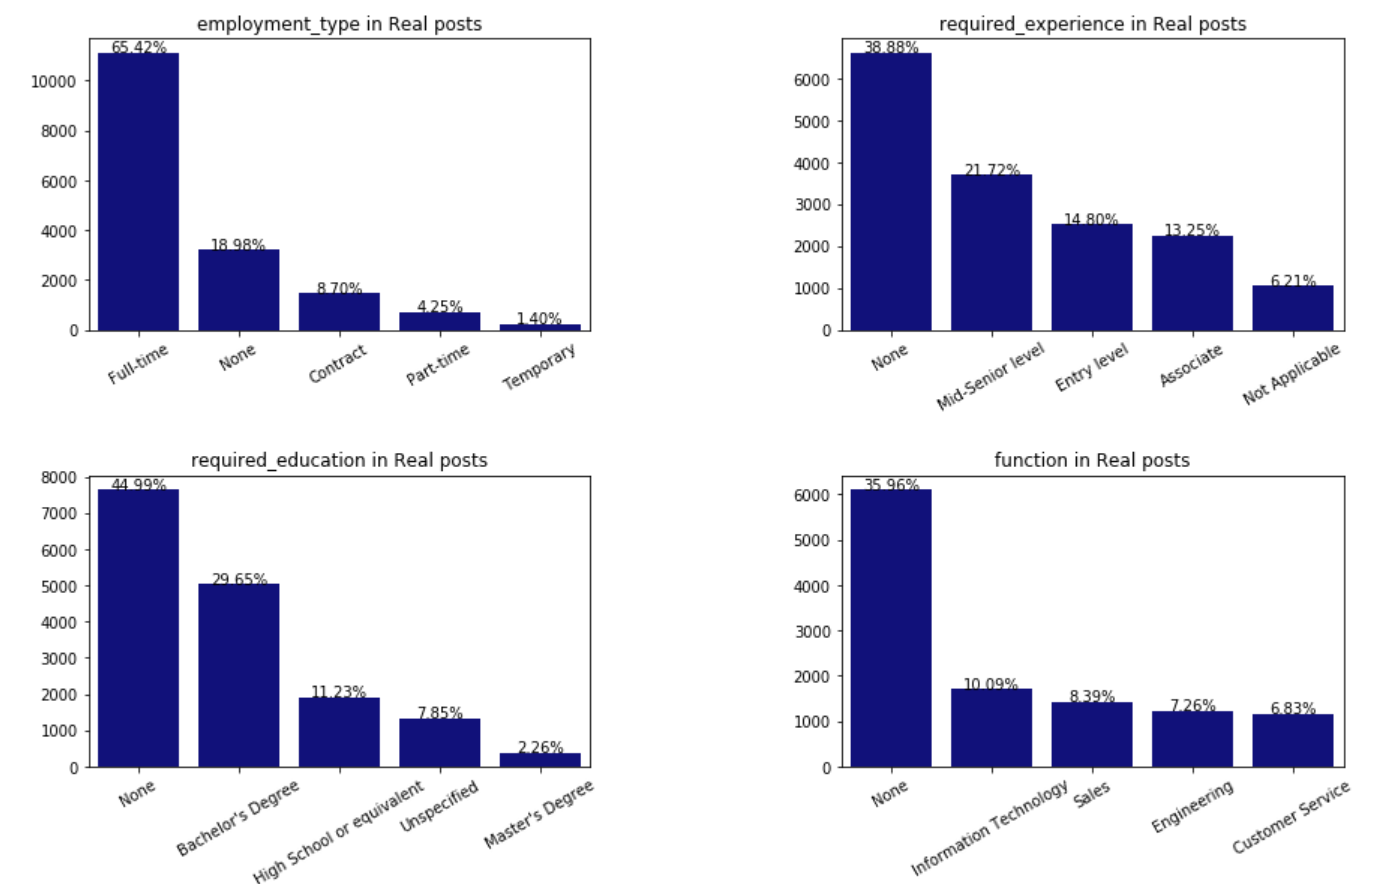 employment_type in Real posts
10000
8000
6000
4000
2000
0
65.42%
18.98%
8.70%
4.25%
1.40%
Full-time
None
Contract
Part-time
Temporary
required_experience in Real posts
6000
5000
4000
3000
2000
1000
0
38.88%
21.72%
14.80%
13.25%
6.21%
None
Mid-Senior level
Entry level
Associate
Not Applicable
required_education in Real posts
8000
7000
6000
5000
4000
3000
2000
1000
0
44.99%
29.65%
11.23%
7.85%
2.26%
None
Bachelor's Degree
High School or equivalent
Unspecified
Master's Degree
function in Real posts
6000
5000
4000
3000
2000
1000
0
35.96%
10.09%
8.39%
7.26%
6.83%
None
Information Technology
Sales
Engineering
Customer Service